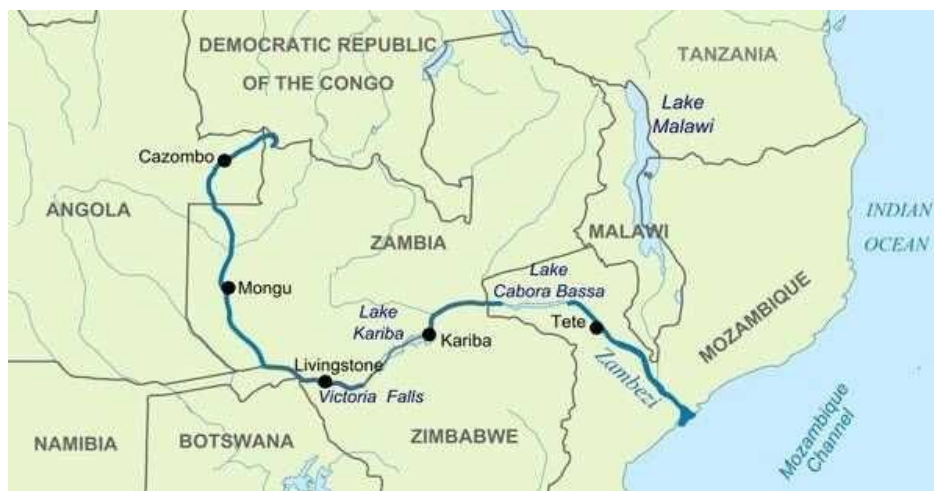 DEMOCRATIC REPUBLIC
OF THE CONGO
TANZANIA
Lake
Malawi
Cazombo
ANGOLA
INDIAN
OCEAN
ZAMBIA
MALAWI
Mongu
Lake
Cabora Bassa
Lake
Kariba
Kariba
Tete
MOZAMBIQUE
Zambezi
Livingstone
Victoria Falls
NAMIBIA
BOTSWANA
ZIMBABWE
Mozambique
Channel